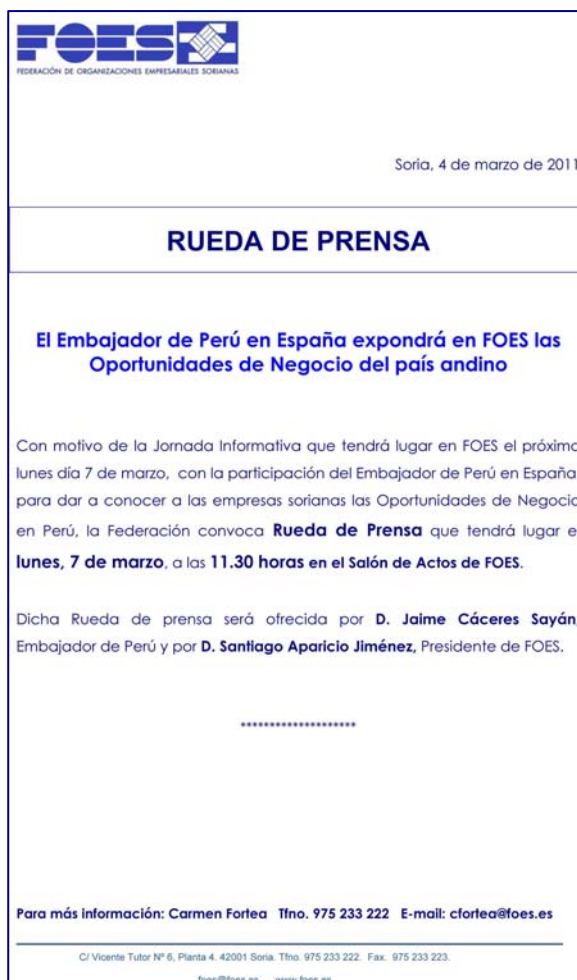 FOES
FEDERACIÓN DE ORGANIZACIONES EMPRESARIALES SORIANAS
Soria, 4 de marzo de 2011
RUEDA DE PRENSA
El Embajador de Perú en España expondrá en FOES las
Oportunidades de Negocio del país andino
Con motivo de la Jornada Informativa que tendrá lugar en FOES el próximo
lunes día 7 de marzo, con la participación del Embajador de Perú en España
para dar a conocer a las empresas sorianas las Oportunidades de Negocio
en Perú, la Federación convoca Rueda de Prensa que tendrá lugar e
lunes, 7 de marzo, a las 11.30 horas en el Salón de Actos de FOES.
Dicha Rueda de prensa será ofrecida por D. Jaime Cáceres Sayán,
Embajador de Perú y por D. Santiago Aparicio Jiménez, Presidente de FOES.
********************
Para más información: Carmen Fortea Tfno. 975 233 222 E-mail: cfortea@foes.es
C/ Vicente Tutor Nº 6, Planta 4. 42001 Soria. Tfno. 975 233 222. Fax. 975 233 223.
foes@foes.es www.foes.es